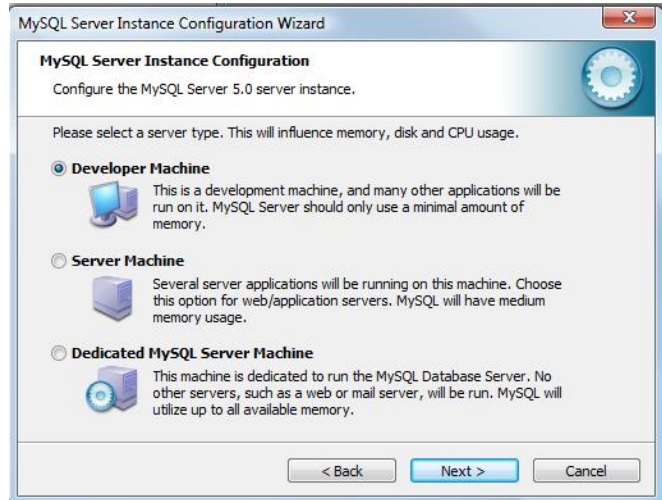 MySQL Server Instance Configuration Wizard
MySQL Server Instance Configuration
Configure the MySQL Server 5.0 server instance.
Please select a server type. This will influence memory, disk and CPU usage.
Developer Machine
This is a development machine, and many other applications will be
run on it. MySQL Server should only use a minimal amount of
memory.
Server Machine
Several server applications will be running on this machine. Choose
this option for web/application servers. MySQL will have medium
memory usage.
Dedicated MySQL Server Machine
This machine is dedicated to run the MySQL Database Server. No
other servers, such as a web or mail server, will be run. MySQL will
utilize up to all available memory.
< Back Next > Cancel